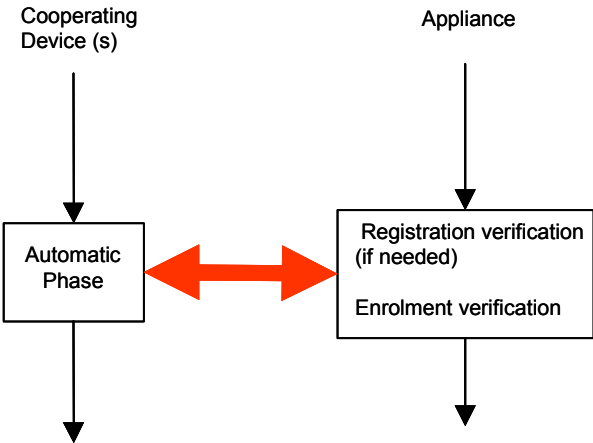 Cooperating
Device (s)
Appliance
Automatic
Phase
Registration verification
(if needed)
Enrolment verification